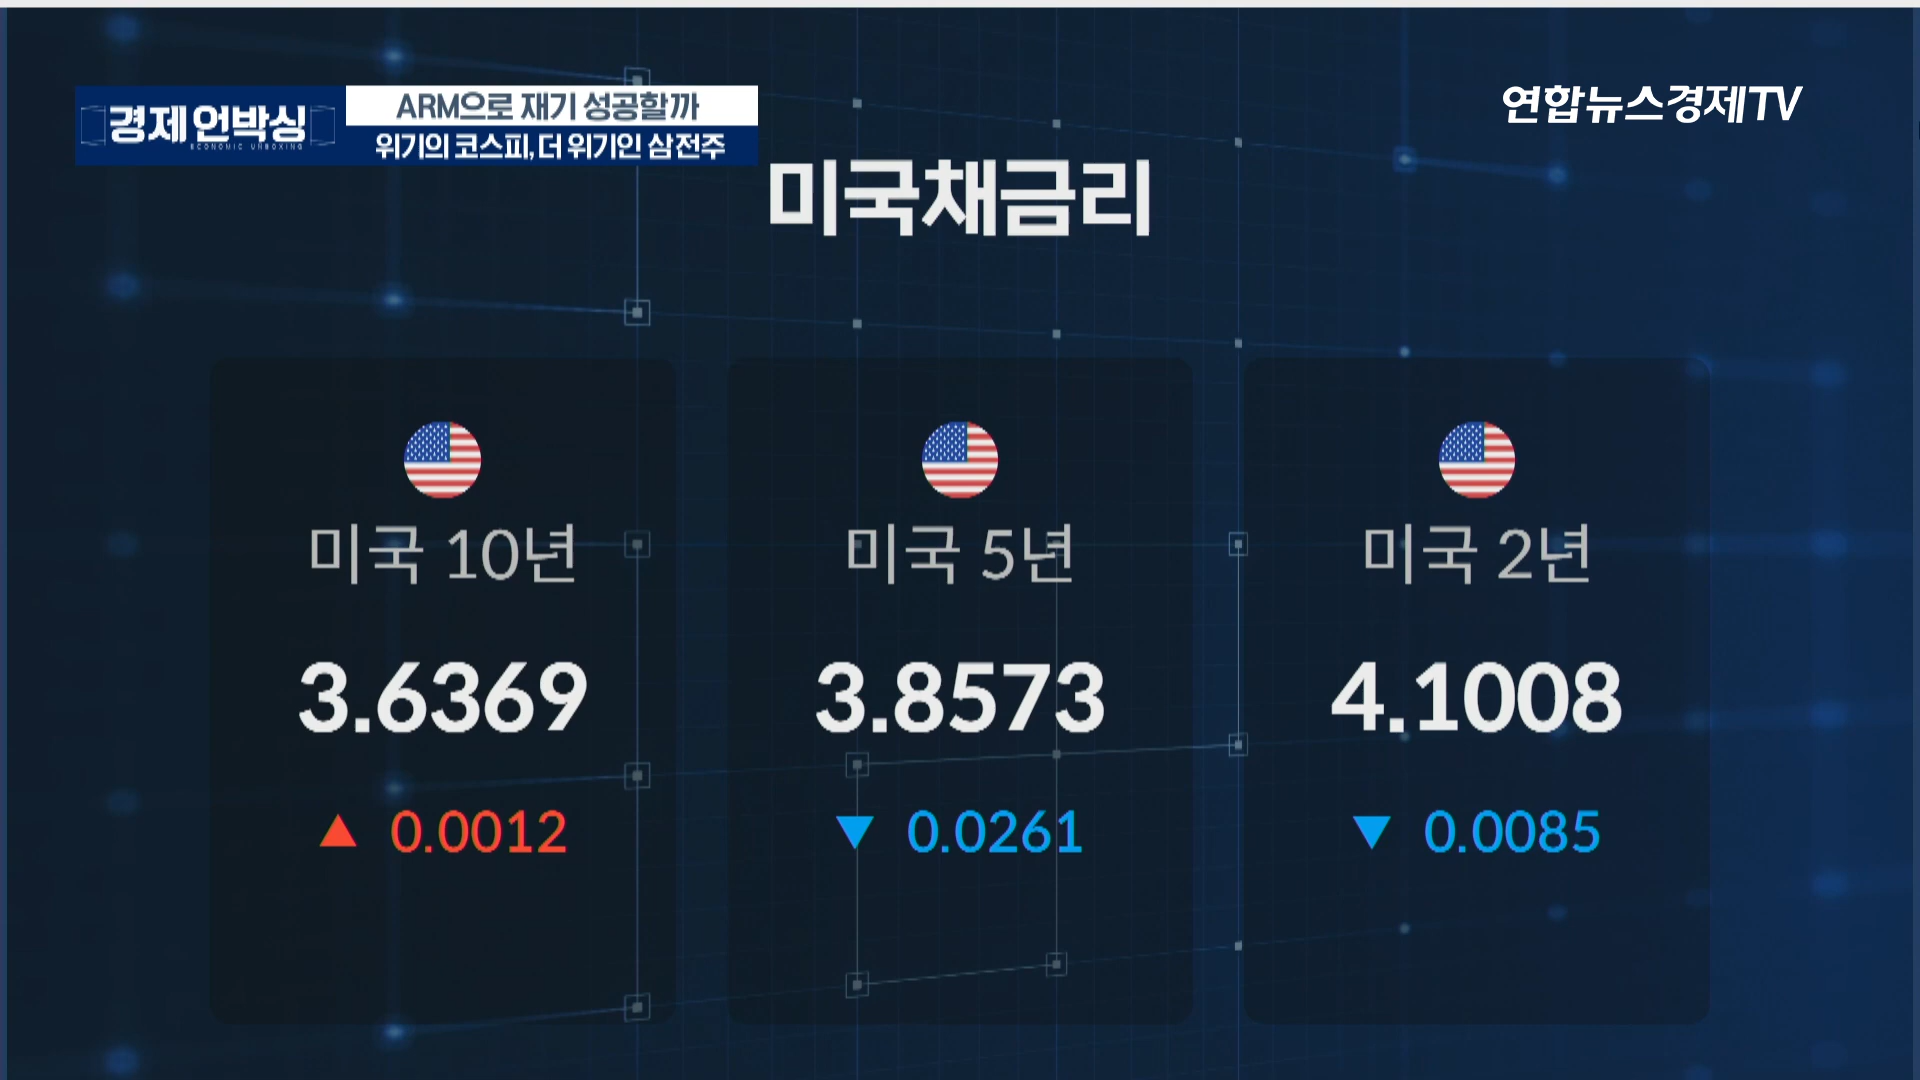 경제 언박싱
ECONOMIC UNBOXING
ARM으로 재기 성공할까
위기의 코스피, 더 위기인 삼전주
연합뉴스경제TV
미국채금리
미국 10년
3.6369
▲ 0.0012
미국 5년
3.8573
▼ 0.0261
미국 2년
4.1008
▼ 0.0085